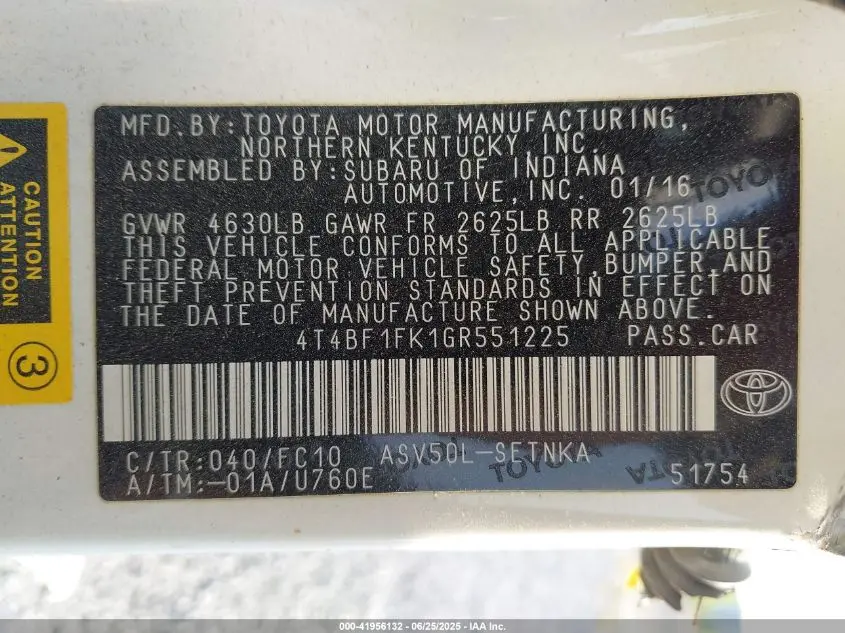 MFD.BY:TOYOTA MOTOR MANUFACTURING,
NORTHERN KENTUCKY,INC.
ASSEMBLED BY:SUBARU OF INDIANA
AUTOMOTIVE,INC. 01/16
GVWR 4630LB GAWR FR 2625LB RR 2625LB
THIS VEHICLE CONFORMS TO ALL APPLICABLE
FEDERAL MOTOR VEHICLE SAFETY,BUMPER,AND
THEFT PREVENTION STANDARDS IN EFFECT ON
THE DATE OF MANUFACTURE SHOWN ABOVE.
4T4BF1FK1GR551225 PASS.CAR
C/TR:040/FC10 ASV50L-SETNKA
A/TM:-01A/U760E 51754
TOYOTA
TOYOTA
TOYOTA
CAUTION
ATTENTION
3
000-41956132 - 06/25/2025 - IAA Inc.